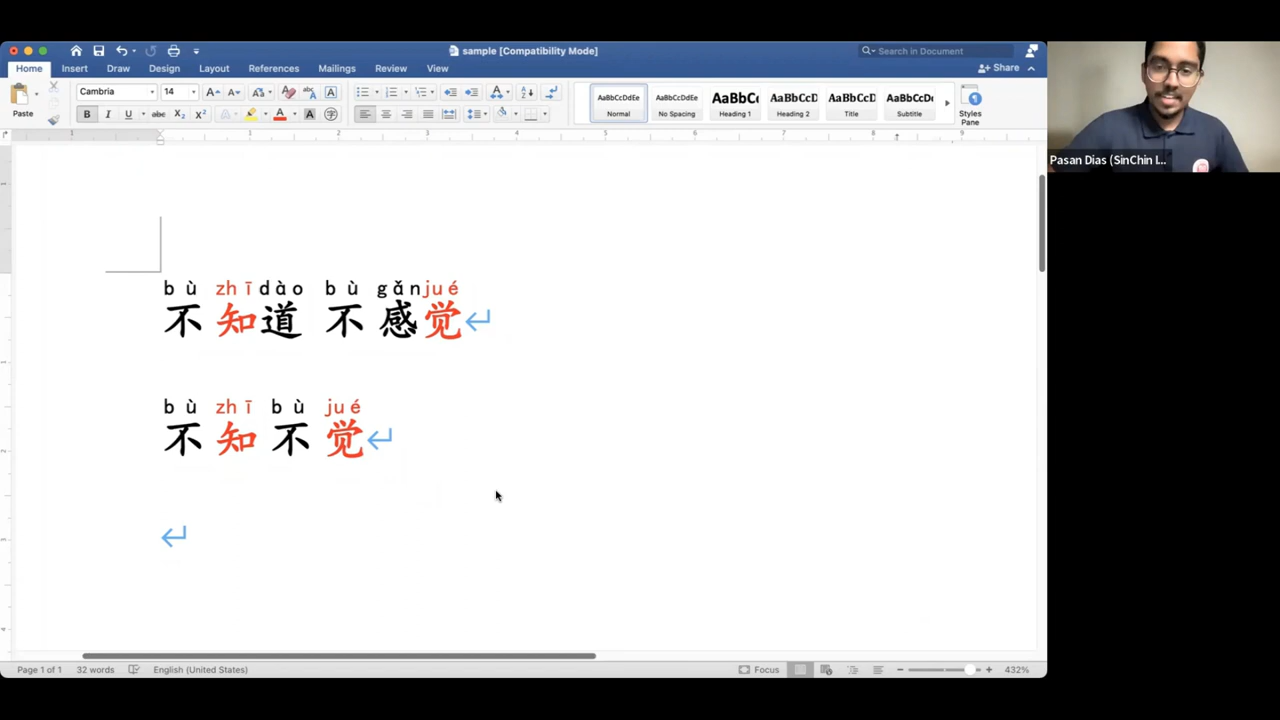 sample [Compatibility Mode]
Search in Document
Home Insert Draw Design Layout References Mailings Review View
Share
Paste
Cambria 14
AaBbCcDdEe AaBbCcDdEe AaBbC AaBbCcD AaBbCcD AaBbCcDd
Normal No Spacing Heading 1 Heading 2 Title Subtitle
Styles Pane
Pasan Dias (SinChin I...
bù zhīdào bù gǎnjué
不 知道 不 感觉
bù zhī bù jué
不 知 不 觉
Page 1 of 1 32 words English (United States) Focus 432%